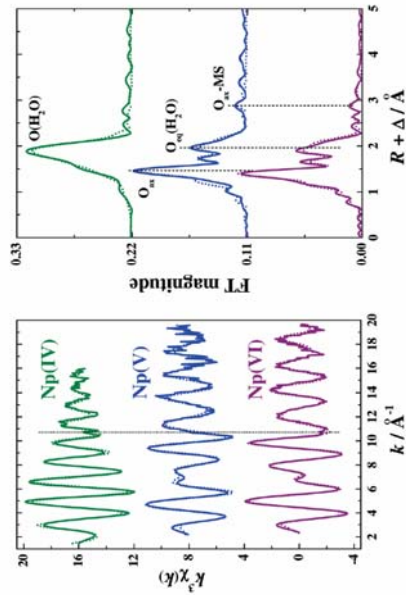 20
16
12
8
4
0
-4
k³ χ(k)
Np(IV)
Np(V)
Np(VI)
2 4 6 8 10 12 14 16 18 20
k / Å⁻¹
0.33
0.22
0.11
0.00
FT magnitude
O(H₂O)
Oₐₓ
O_eq(H₂O)
Oₐₓ-MS
0 1 2 3 4 5
R + Δ / Å